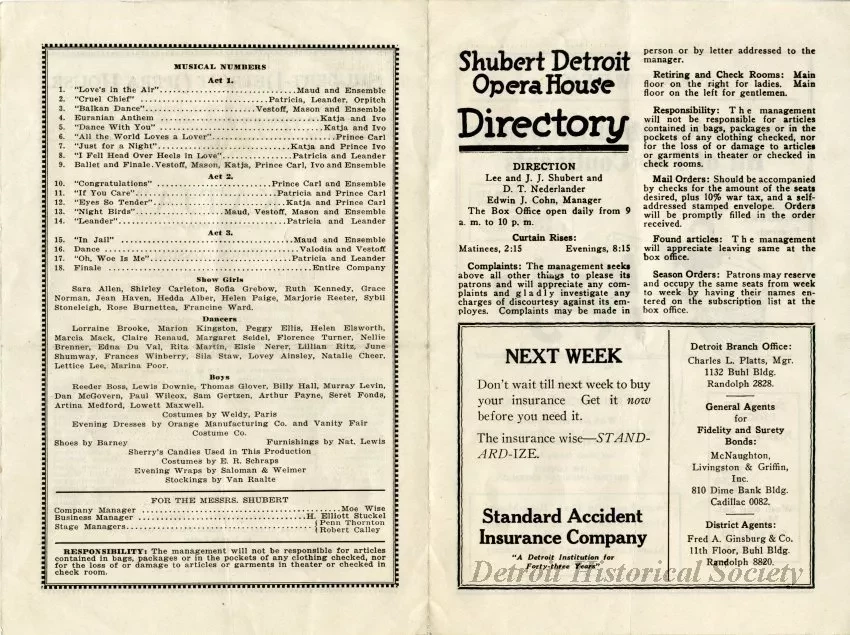 MUSICAL NUMBERS
Act 1.
1. "Love's in the Air"........Maud and Ensemble
2. "Cruel Chief"........Patricia, Leander, Orpitch
3. "Balkan Dance"........Vestoff, Mason and Ensemble
4. Euranian Anthem........Katja and Ivo
5. "Dance With You"........Katja and Ivo
6. "All the World Loves a Lover"........Prince Carl
7. "Just for a Night"........Katja and Prince Ivo
8. "I Fell Head Over Heels in Love"........Patricia and Leander
9. Ballet and Finale.Vestoff, Mason, Katja, Prince Carl, Ivo and Ensemble
Act 2.
10. "Congratulations"........Prince Carl and Ensemble
11. "If You Care"........Patricia and Prince Carl
12. "Eyes So Tender"........Katja and Prince Carl
13. "Night Birds"........Maud, Vestoff, Mason and Ensemble
14. "Leander"........Patricia and Leander
Act 3.
15. "In Jail"........Maud and Ensemble
16. Dance........Valodia and Vestoff
17. "Oh, Woe Is Me"........Patricia and Leander
18. Finale........Entire Company
Show Girls
Sara Allen, Shirley Carleton, Sofia Grebow, Ruth Kennedy, Grace
Norman, Jean Haven, Hedda Alber, Helen Paige, Marjorie Reeter, Sybil
Stoneleigh, Rose Burnettea, Francine Ward.
Dancers
Lorraine Brooke, Marion Kingston, Peggy Ellis, Helen Elsworth,
Marcia Mack, Claire Renaud, Margaret Seidel, Florence Turner, Nellie
Brenner, Edna Du Val, Rita Martin, Elsie Nerer, Lillian Ritz, June
Shumway, Frances Winberry, Sila Staw, Lovey Ainsley, Natalie Cheer,
Lettice Lee, Marina Poor.
Boys
Reeder Boss, Lewis Downie, Thomas Glover, Billy Hall, Murray Levin,
Dan McGovern, Paul Wilcox, Sam Gertzen, Arthur Payne, Seret Fonds,
Artina Medford, Lowett Maxwell.
Costumes by Weldy, Paris
Evening Dresses by Orange Manufacturing Co. and Vanity Fair
Costume Co.
Shoes by Barney Furnishings by Nat. Lewis
Sherry's Candies Used in This Production
Costumes by E. R. Schraps
Evening Wraps by Saloman & Weimer
Stockings by Van Raalte
FOR THE MESSRS. SHUBERT
Company Manager........Moe Wise
Business Manager........H. Elliott Stuckel
Stage Managers........{Penn Thornton
{Robert Calley
RESPONSIBILITY: The management will not be responsible for articles
contained in bags, packages or in the pockets of any clothing checked, nor
for the loss of or damage to articles or garments in theater or checked in
check room.
Shubert Detroit
Opera House
Directory
DIRECTION
Lee and J. J. Shubert and
D. T. Nederlander
Edwin J. Cohn, Manager
The Box Office open daily from 9
a. m. to 10 p. m.
Curtain Rises:
Matinees, 2:15 Evenings, 8:15
Complaints: The management seeks
above all other things to please its
patrons and will appreciate any com-
plaints and gladly investigate any
charges of discourtesy against its em-
ployes. Complaints may be made in
person or by letter addressed to the
manager.
Retiring and Check Rooms: Main
floor on the right for ladies. Main
floor on the left for gentlemen.
Responsibility: The management
will not be responsible for articles
contained in bags, packages or in the
pockets of any clothing checked, nor
for the loss of or damage to articles
or garments in theater or checked in
check rooms.
Mail Orders: Should be accompanied
by checks for the amount of the seats
desired, plus 10% war tax, and a self-
addressed stamped envelope. Orders
will be promptly filled in the order
received.
Found articles: The management
will appreciate leaving same at the
box office.
Season Orders: Patrons may reserve
and occupy the same seats from week
to week by having their names en-
tered on the subscription list at the
box office.
NEXT WEEK
Don't wait till next week to buy
your insurance Get it now
before you need it.
The insurance wise—STAND-
ARD-IZE.
Standard Accident
Insurance Company
"A Detroit Institution for
Forty-three Years"
Detroit Branch Office:
Charles L. Platts, Mgr.
1132 Buhl Bldg.
Randolph 2828.
General Agents
for
Fidelity and Surety
Bonds:
McNaughton,
Livingston & Griffin,
Inc.
810 Dime Bank Bldg.
Cadillac 0082.
District Agents:
Fred A. Ginsburg & Co.
11th Floor, Buhl Bldg.
Randolph 8820.
Detroit Historical Society